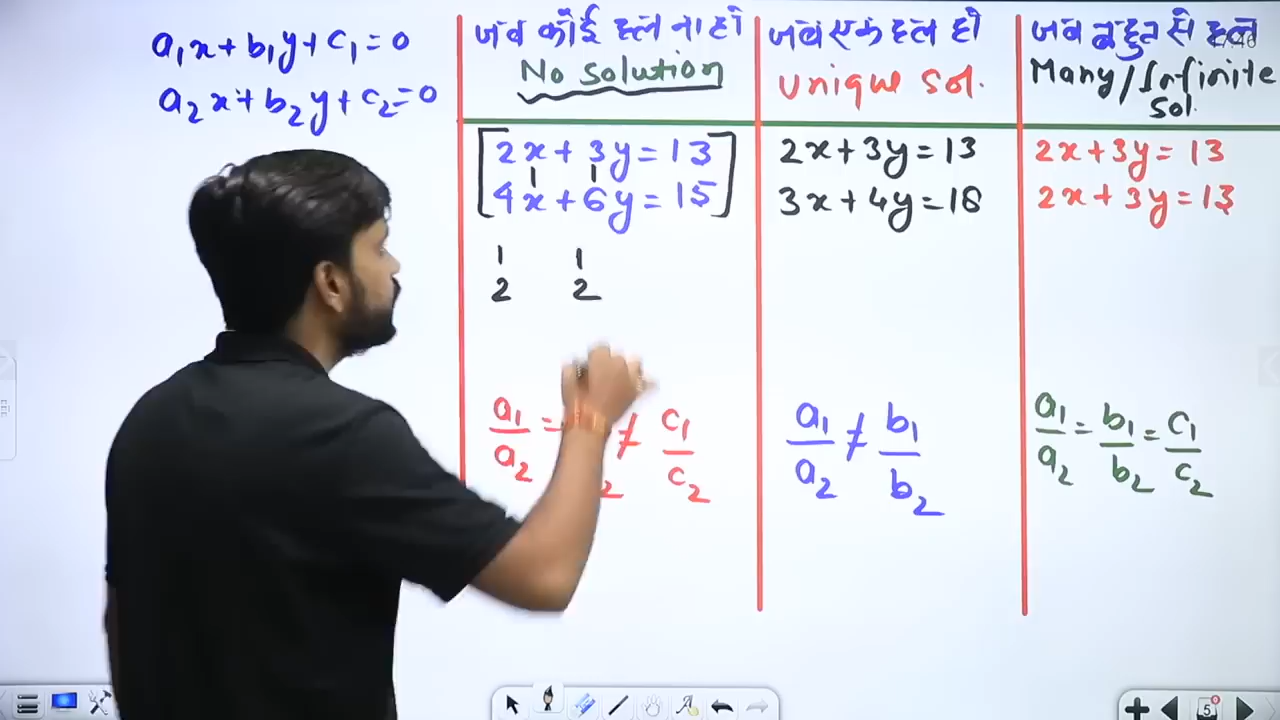 a₁x + b₁y + c₁ = 0
a₂x + b₂y + c₂ = 0
जब कोई हल ना हो
No Solution
2x + 3y = 13
4x + 6y = 15
1 1
2 2
a₁/a₂ = ≠ c₁/c₂
जब एक हल हो
Unique Sol.
2x + 3y = 13
3x + 4y = 18
a₁/a₂ ≠ b₁/b₂
जब बहुत से हल
Many/Infinite
Sol.
2x + 3y = 13
2x + 3y = 13
a₁/a₂ = b₁/b₂ = c₁/c₂
5